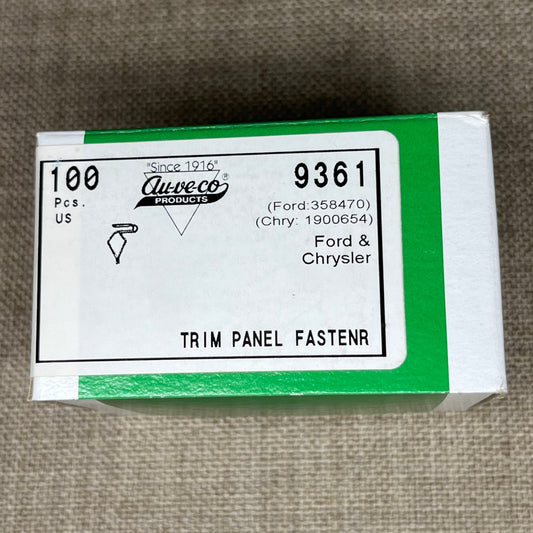 100
Pcs.
US
"Since 1916"
Au-ve-co®
PRODUCTS
9361
(Ford:358470)
(Chry: 1900654)
Ford &
Chrysler
TRIM PANEL FASTENR